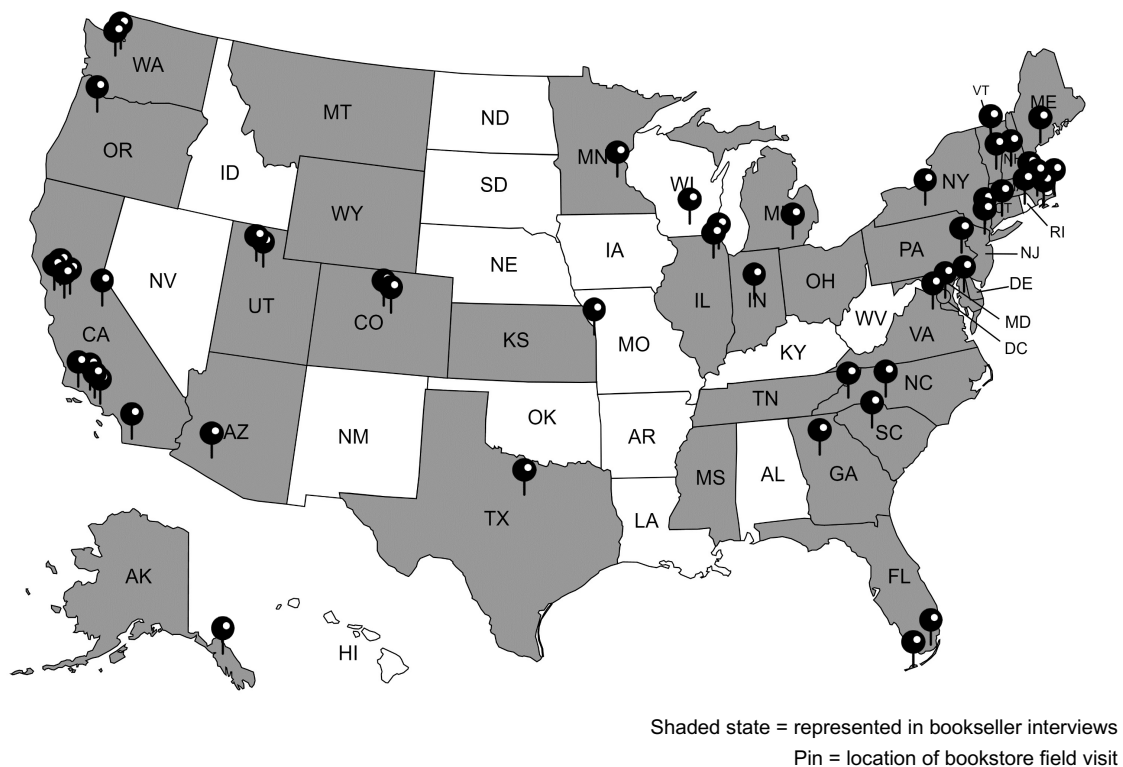 VT
ME
WA
MT
ND
OR
MN
NH
ID
SD
WI
NY
WY
MI
CT
RI
IA
NE
PA
NJ
NV
OH
DE
UT
IL
IN
CO
MD
CA
KS
MO
WV
VA
DC
KY
NC
TN
OK
AZ
NM
AR
SC
MS
AL
GA
TX
LA
AK
FL
HI
Shaded state = represented in bookseller interviews
Pin = location of bookstore field visit